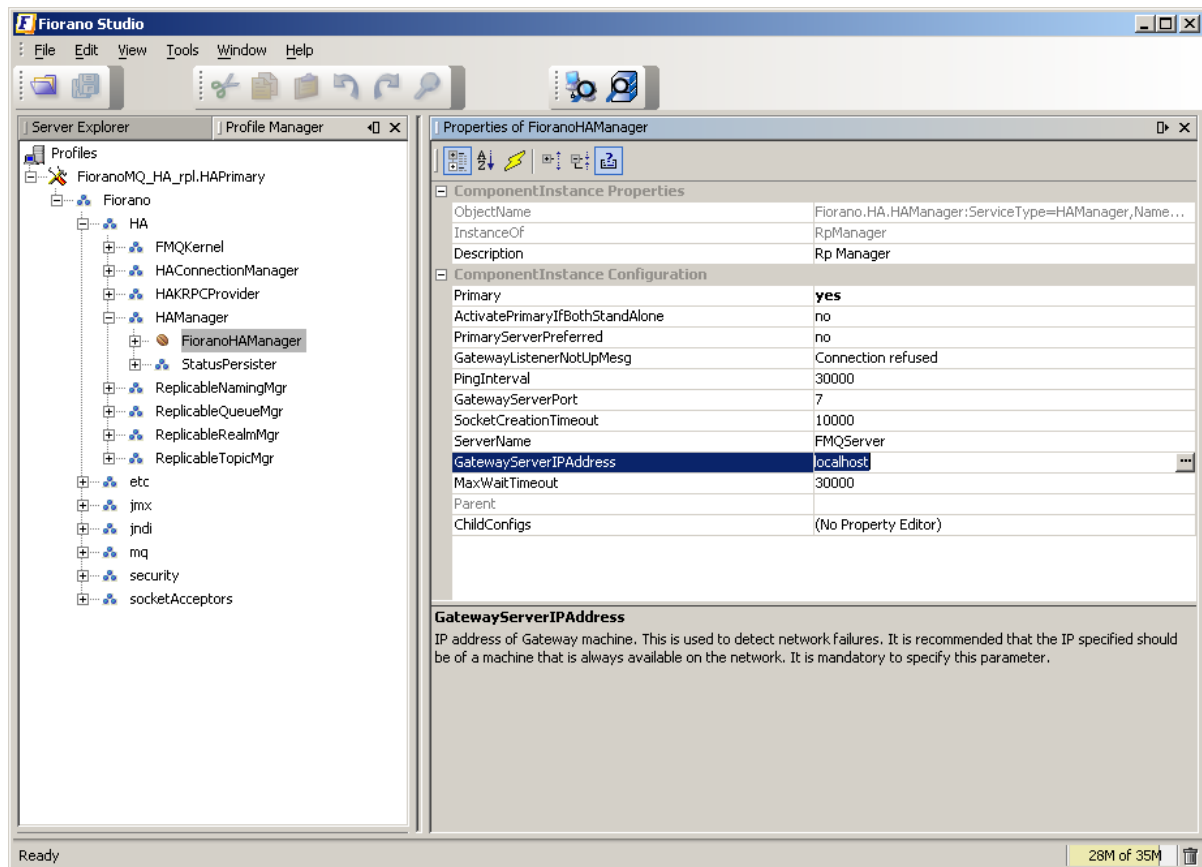 Fiorano Studio
File Edit View Tools Window Help
Server Explorer Profile Manager
Profiles
FioranoMQ_HA_rpl.HAPrimary
Fiorano
HA
FMQKernel
HAConnectionManager
HAKRPCProvider
HAManager
FioranoHAManager
StatusPersister
ReplicableNamingMgr
ReplicableQueueMgr
ReplicableRealmMgr
ReplicableTopicMgr
etc
jmx
jndi
mq
security
socketAcceptors
Properties of FioranoHAManager
ComponentInstance Properties
ObjectName Fiorano.HA.HAManager:ServiceType=HAManager,Name...
InstanceOf RpManager
Description Rp Manager
ComponentInstance Configuration
Primary yes
ActivatePrimaryIfBothStandAlone no
PrimaryServerPreferred no
GatewayListenerNotUpMesg Connection refused
PingInterval 30000
GatewayServerPort 7
SocketCreationTimeout 10000
ServerName FMQServer
GatewayServerIPAddress localhost
MaxWaitTimeout 30000
Parent
ChildConfigs (No Property Editor)
GatewayServerIPAddress
IP address of Gateway machine. This is used to detect network failures. It is recommended that the IP specified should
be of a machine that is always available on the network. It is mandatory to specify this parameter.
Ready 28M of 35M